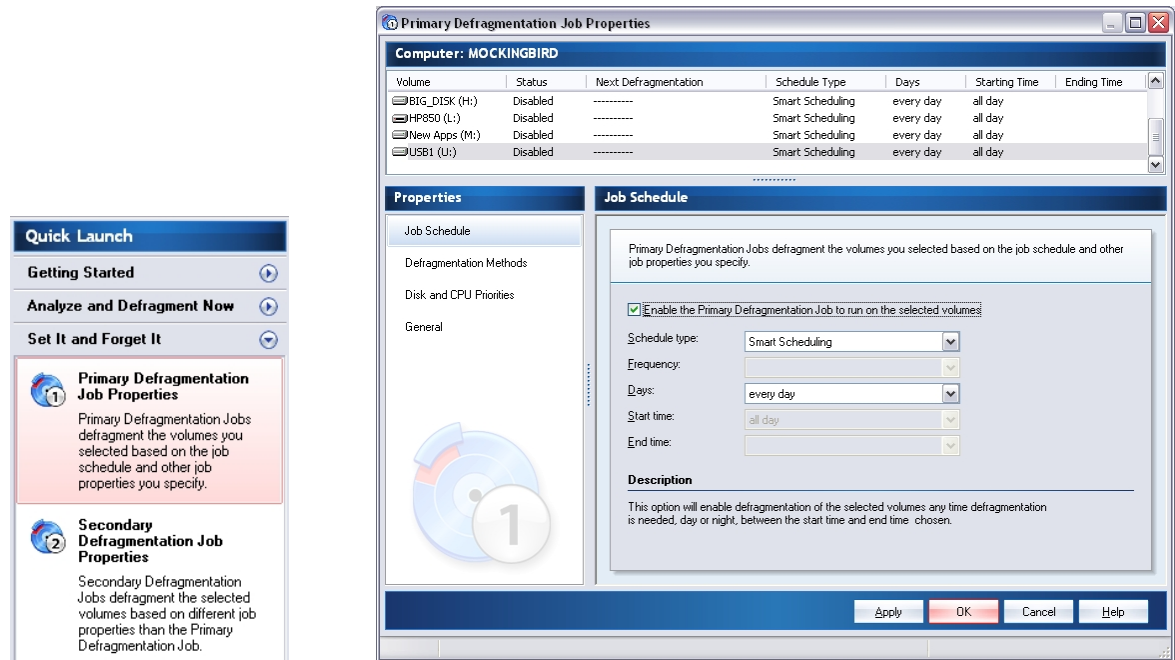 Quick Launch
Getting Started
Analyze and Defragment Now
Set It and Forget It
1
Primary Defragmentation
Job Properties
Primary Defragmentation Jobs
defragment the volumes you
selected based on the job
schedule and other job
properties you specify.
2
Secondary
Defragmentation Job
Properties
Secondary Defragmentation
Jobs defragment the selected
volumes based on different job
properties than the Primary
Defragmentation Job.
Primary Defragmentation Job Properties
Computer: MOCKINGBIRD
Volume Status Next Defragmentation Schedule Type Days Starting Time Ending Time
BIG_DISK (H:) Disabled ---------- Smart Scheduling every day all day
HP850 (L:) Disabled ---------- Smart Scheduling every day all day
New Apps (M:) Disabled ---------- Smart Scheduling every day all day
USB1 (U:) Disabled ---------- Smart Scheduling every day all day
Properties
Job Schedule
Defragmentation Methods
Disk and CPU Priorities
General
1
Job Schedule
Primary Defragmentation Jobs defragment the volumes you selected based on the job schedule and other
job properties you specify.
Enable the Primary Defragmentation Job to run on the selected volumes
Schedule type: Smart Scheduling
Frequency:
Days: every day
Start time: all day
End time:
Description
This option will enable defragmentation of the selected volumes any time defragmentation
is needed, day or night, between the start time and end time chosen.
Apply OK Cancel Help